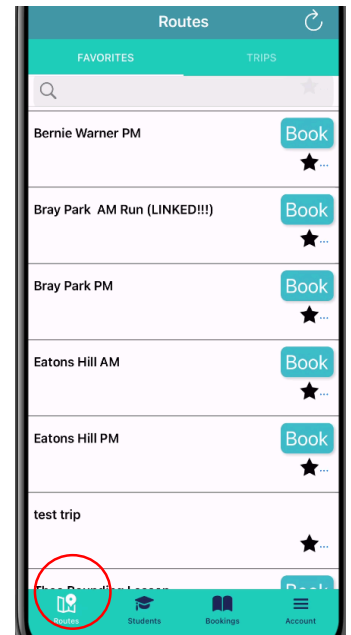 Routes
FAVORITES TRIPS
Bernie Warner PM Book
...
Bray Park AM Run (LINKED!!!) Book
...
Bray Park PM Book
...
Eatons Hill AM Book
...
Eatons Hill PM Book
...
test trip
...
Book
Routes Students Bookings Account